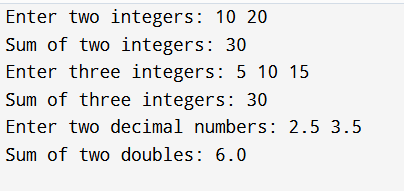 Enter two integers: 10 20
Sum of two integers: 30
Enter three integers: 5 10 15
Sum of three integers: 30
Enter two decimal numbers: 2.5 3.5
Sum of two doubles: 6.0